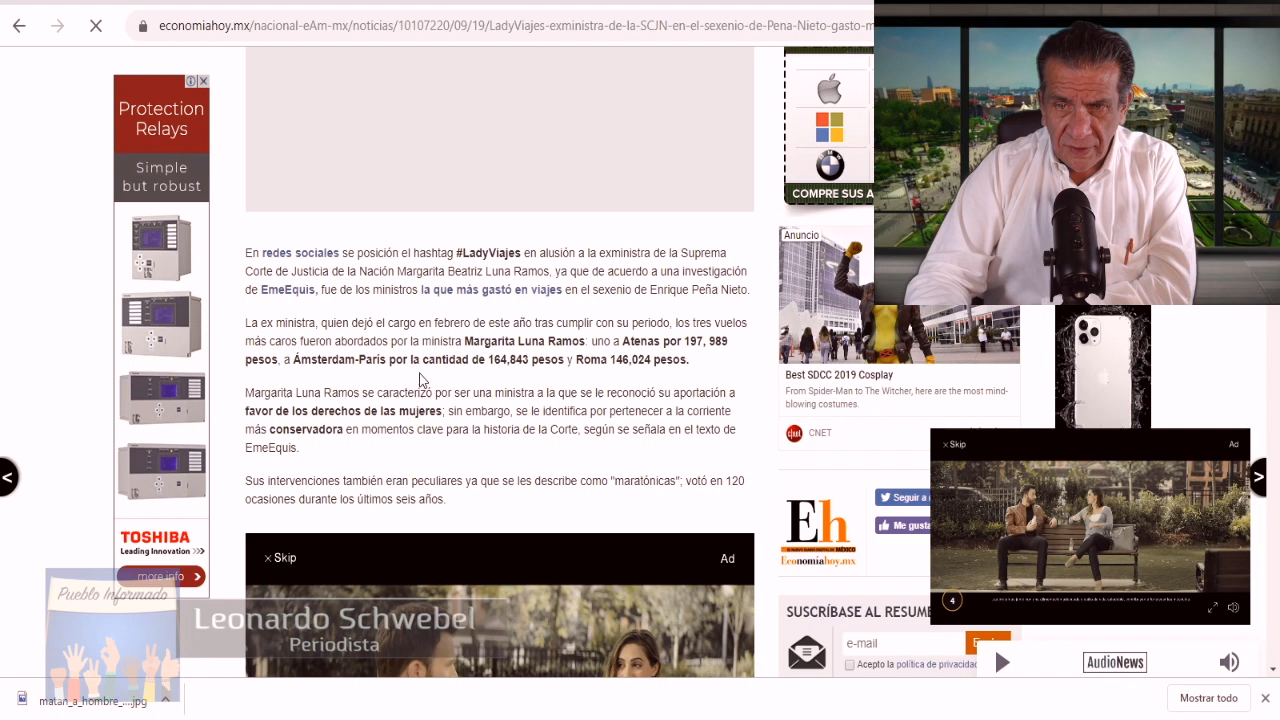 economiahoy.mx/nacional-eAm-mx/noticias/10107220/09/19/LadyViajes-exministra-de-la-SCJN-en-el-sexenio-de-Pena-Nieto-gasto-m
Protection
Relays
Simple
but robust
TOSHIBA
Leading Innovation >>>
more info
En redes sociales se posición el hashtag #LadyViajes en alusión a la exministra de la Suprema
Corte de Justicia de la Nación Margarita Beatriz Luna Ramos, ya que de acuerdo a una investigación
de EmeEquis, fue de los ministros la que más gastó en viajes en el sexenio de Enrique Peña Nieto.
La ex ministra, quien dejó el cargo en febrero de este año tras cumplir con su periodo, los tres vuelos
más caros fueron abordados por la ministra Margarita Luna Ramos: uno a Atenas por 197, 989
pesos, a Ámsterdam-París por la cantidad de 164,843 pesos y Roma 146,024 pesos.
Margarita Luna Ramos se caracterizó por ser una ministra a la que se le reconoció su aportación a
favor de los derechos de las mujeres; sin embargo, se le identifica por pertenecer a la corriente
más conservadora en momentos clave para la historia de la Corte, según se señala en el texto de
EmeEquis.
Sus intervenciones también eran peculiares ya que se les describe como "maratónicas"; votó en 120
ocasiones durante los últimos seis años.
× Skip
Ad
COMPRE SUS A
Anuncio
Best SDCC 2019 Cosplay
From Spider-Man to The Witcher, here are the most mind-
blowing costumes.
cnet
CNET
× Skip
Ad
4
Eh
EL NUEVO DIARIO DIGITAL EN MÉXICO
Economíahoy.mx
Seguir a
Me gusta
SUSCRÍBASE AL RESUME
e-mail
Acepto la política de privacidad
AudioNews
Pueblo Informado
Leonardo Schwebel
Periodista
matan_a_hombre_....jpg
Mostrar todo